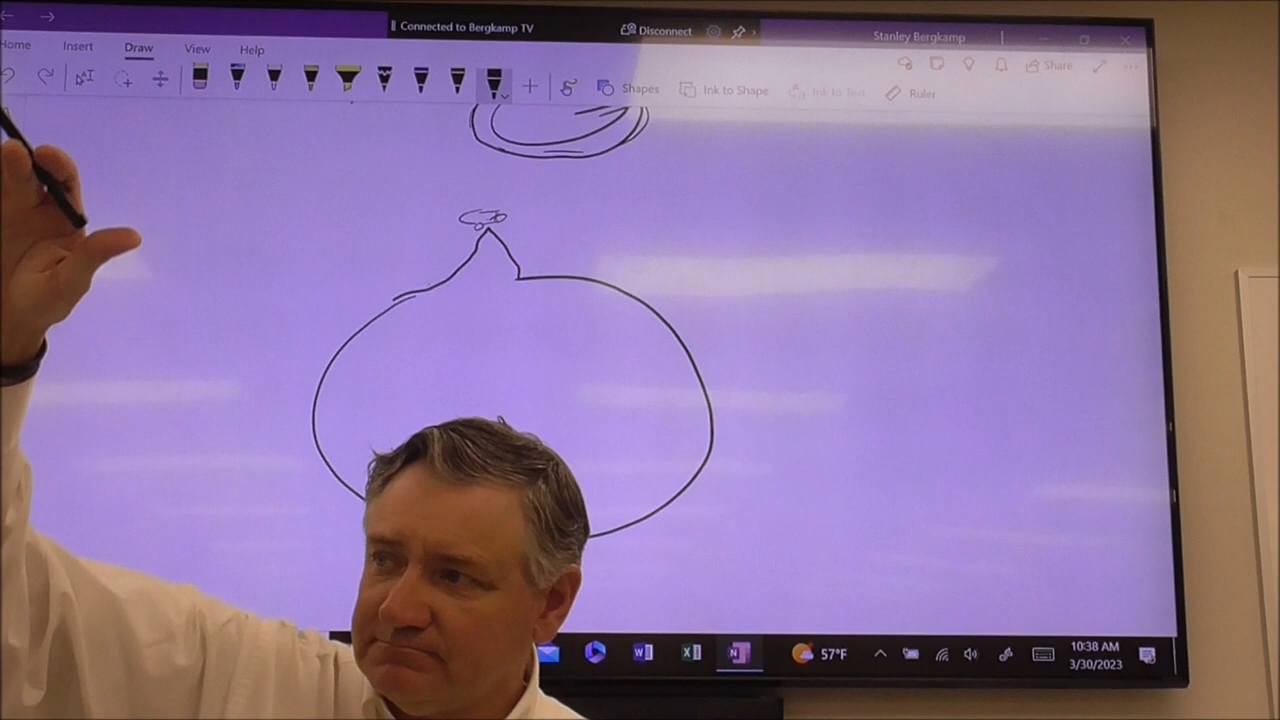 Connected to Bergkamp TV
Disconnect
Stanley Bergkamp
Home
Insert
Draw
View
Help
Share
Shapes
Ink to Shape
Ink to Text
Ruler
57°F
10:38 AM
3/30/2023